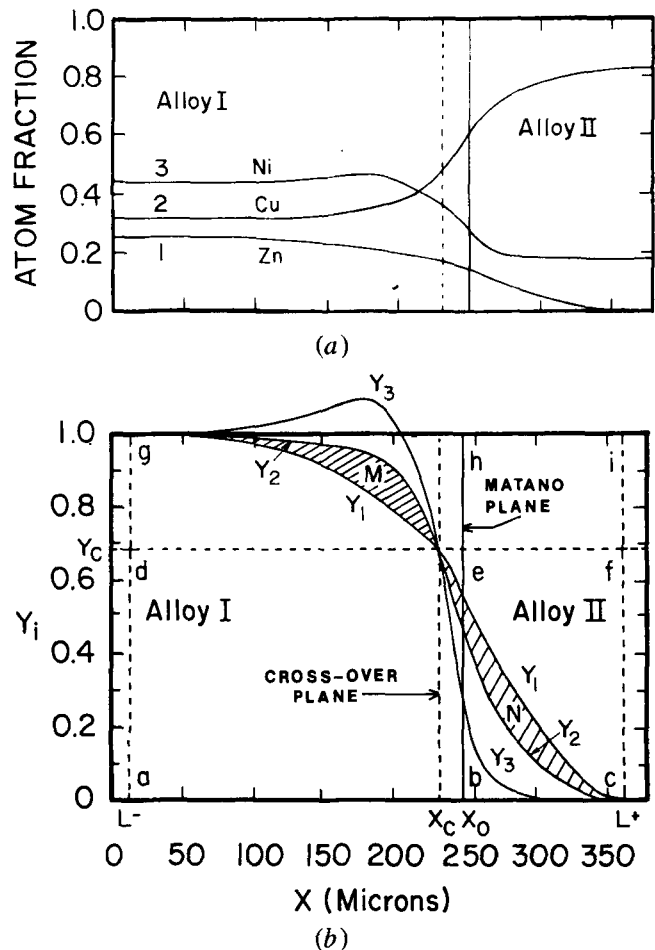 ATOM FRACTION
1.0
0.8
0.6
0.4
0.2
0
Alloy I
Alloy II
3 Ni
2 Cu
1 Zn
(a)
Y3
1.0
g h i
Y2
M
MATANO PLANE
0.8
Y1
YC
d e f
0.6
Alloy I Alloy II
Yi
0.4
CROSS-OVER PLANE
Y1
N
Y2
0.2
Y3
a b c
0
L- XC X0 L+
0 50 100 150 200 250 300 350
X (Microns)
(b)